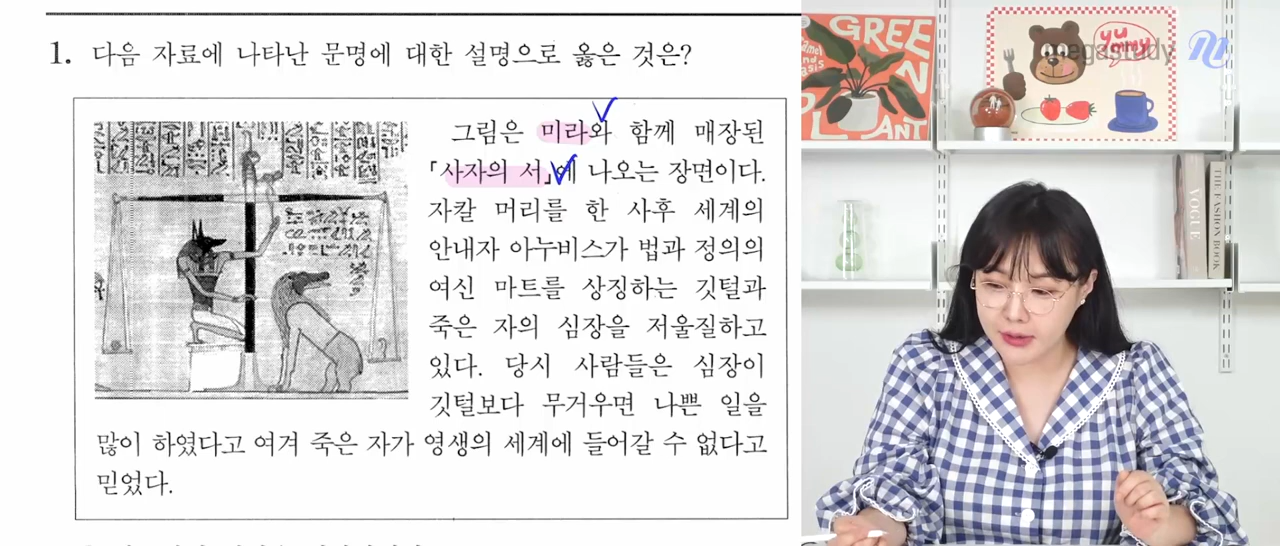 1. 다음 자료에 나타난 문명에 대한 설명으로 옳은 것은?
그림은 미라와 함께 매장된
「사자의 서」에 나오는 장면이다.
자칼 머리를 한 사후 세계의
안내자 아누비스가 법과 정의의
여신 마트를 상징하는 깃털과
죽은 자의 심장을 저울질하고
있다. 당시 사람들은 심장이
깃털보다 무거우면 나쁜 일을
많이 하였다고 여겨 죽은 자가 영생의 세계에 들어갈 수 없다고
믿었다.
GREE
N
PLANT
yummy
megastudy
VOGUE
THE FASHION BOOK